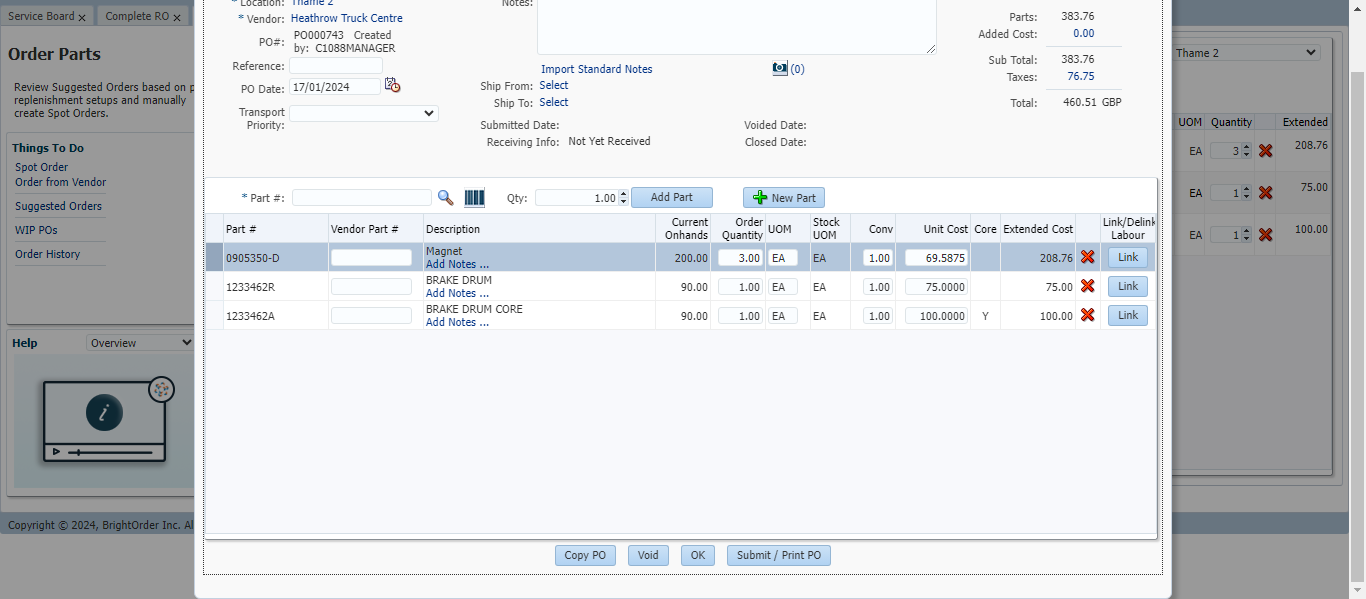 Service Board x
Complete RO x
Order Parts
Review Suggested Orders based on p
replenishment setups and manually
create Spot Orders.
Things To Do
Spot Order
Order from Vendor
Suggested Orders
WIP POs
Order History
Help
Overview
Copyright © 2024, BrightOrder Inc. Al
* Location: Thame 2
* Vendor: Heathrow Truck Centre
PO#: PO000743 Created
by: C1088MANAGER
Reference:
PO Date: 17/01/2024
Transport
Priority:
Notes:
Import Standard Notes
(0)
Ship From: Select
Ship To: Select
Submitted Date:
Voided Date:
Receiving Info: Not Yet Received
Closed Date:
Parts: 383.76
Added Cost: 0.00
Sub Total: 383.76
Taxes: 76.75
Total: 460.51 GBP
* Part #:
Qty: 1.00
Add Part
New Part
Part # Vendor Part # Description Current Onhands Order Quantity UOM Stock UOM Conv Unit Cost Core Extended Cost Link/Delink Labour
0905350-D Magnet 200.00 3.00 EA EA 1.00 69.5875 208.76 Link
Add Notes ...
1233462R BRAKE DRUM 90.00 1.00 EA EA 1.00 75.0000 75.00 Link
Add Notes ...
1233462A BRAKE DRUM CORE 90.00 1.00 EA EA 1.00 100.0000 Y 100.00 Link
Add Notes ...
Copy PO
Void
OK
Submit / Print PO
Thame 2
UOM Quantity Extended
EA 3 208.76
EA 1 75.00
EA 1 100.00